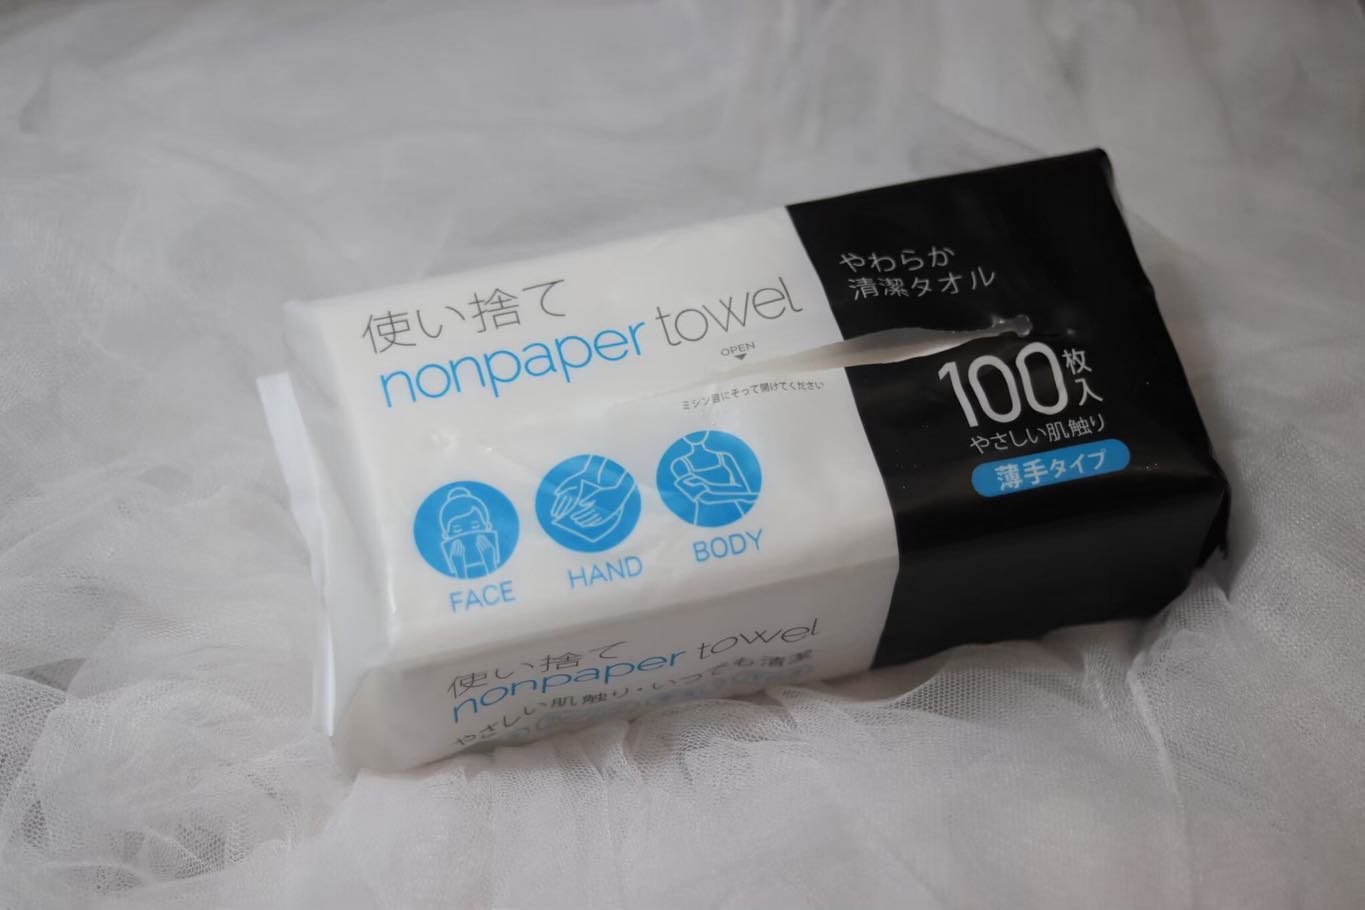 使い捨て
nonpaper towel
OPEN
ミシン目にそって開けてください
FACE
HAND
BODY
やわらか
清潔タオル
100枚入
やさしい肌触り
薄手タイプ
使い捨て
nonpaper towel
やさしい肌触り・いつでも清潔